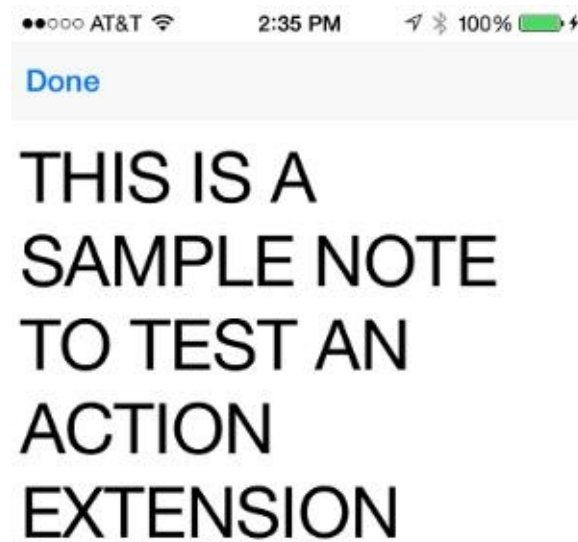 AT&T 2:35 PM 100%
Done
THIS IS A
SAMPLE NOTE
TO TEST AN
ACTION
EXTENSION